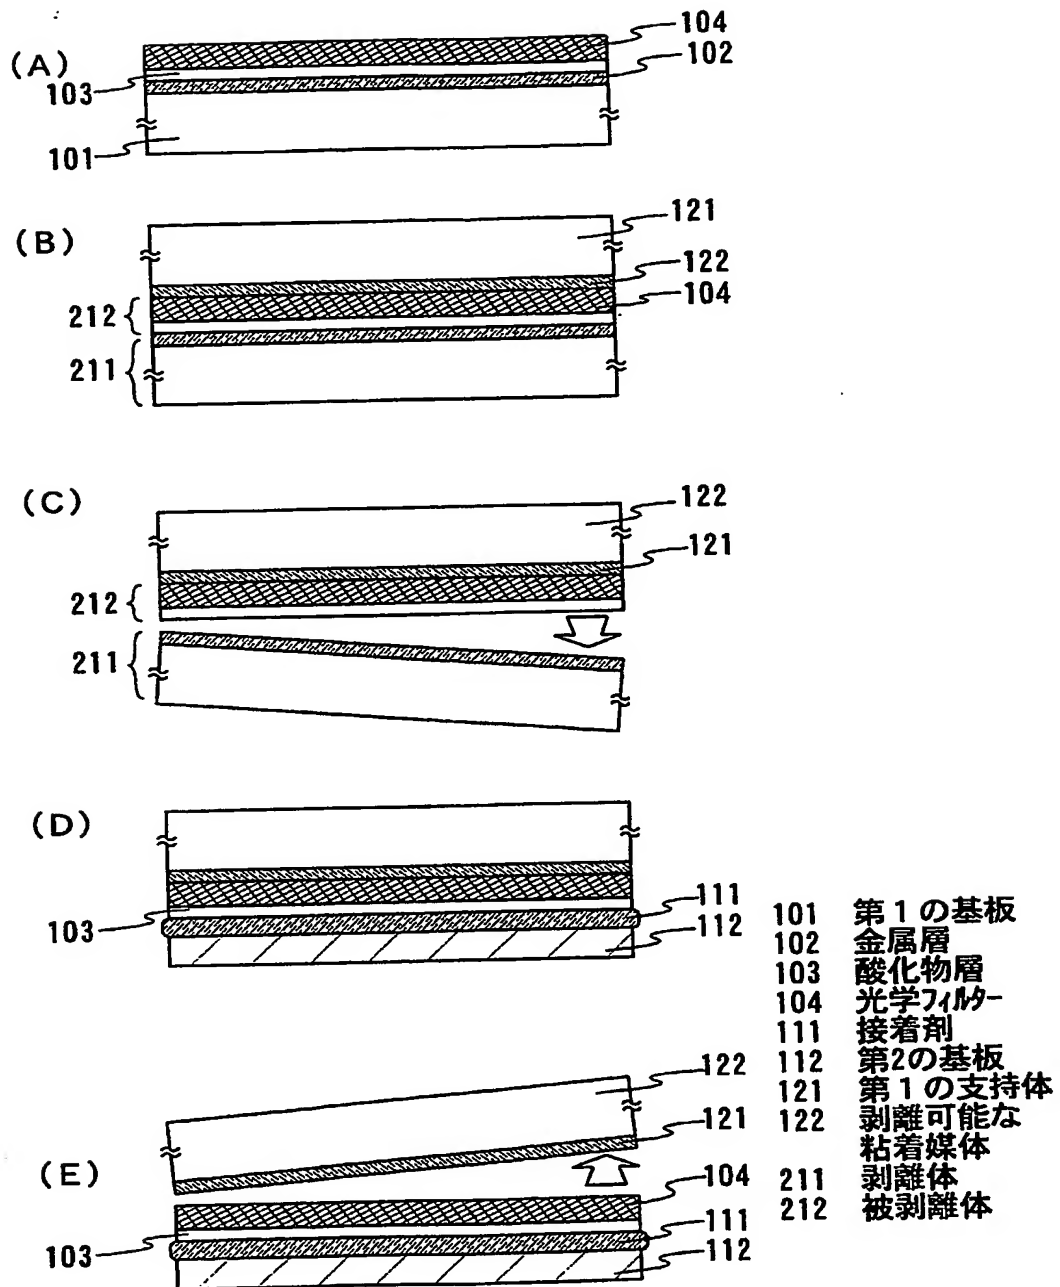 (A)
104
102
103
101
(B)
121
122
104
212
211
(C)
122
121
212
211
(D)
103
111
112
(E)
122
121
104
111
103
112
101 第1の基板
102 金属層
103 酸化物層
104 光学フィルター
111 接着剤
112 第2の基板
121 第1の支持体
122 剥離可能な
粘着媒体
211 剥離体
212 被剥離体